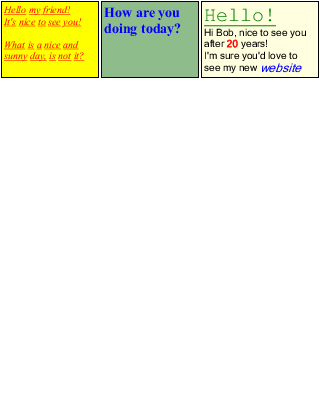 Hello my friend!
It's nice to see you!
What is a nice and
sunny day, is not it?
How are you
doing today?
Hello!
Hi Bob, nice to see you
after 20 years!
I'm sure you'd love to
see my new website